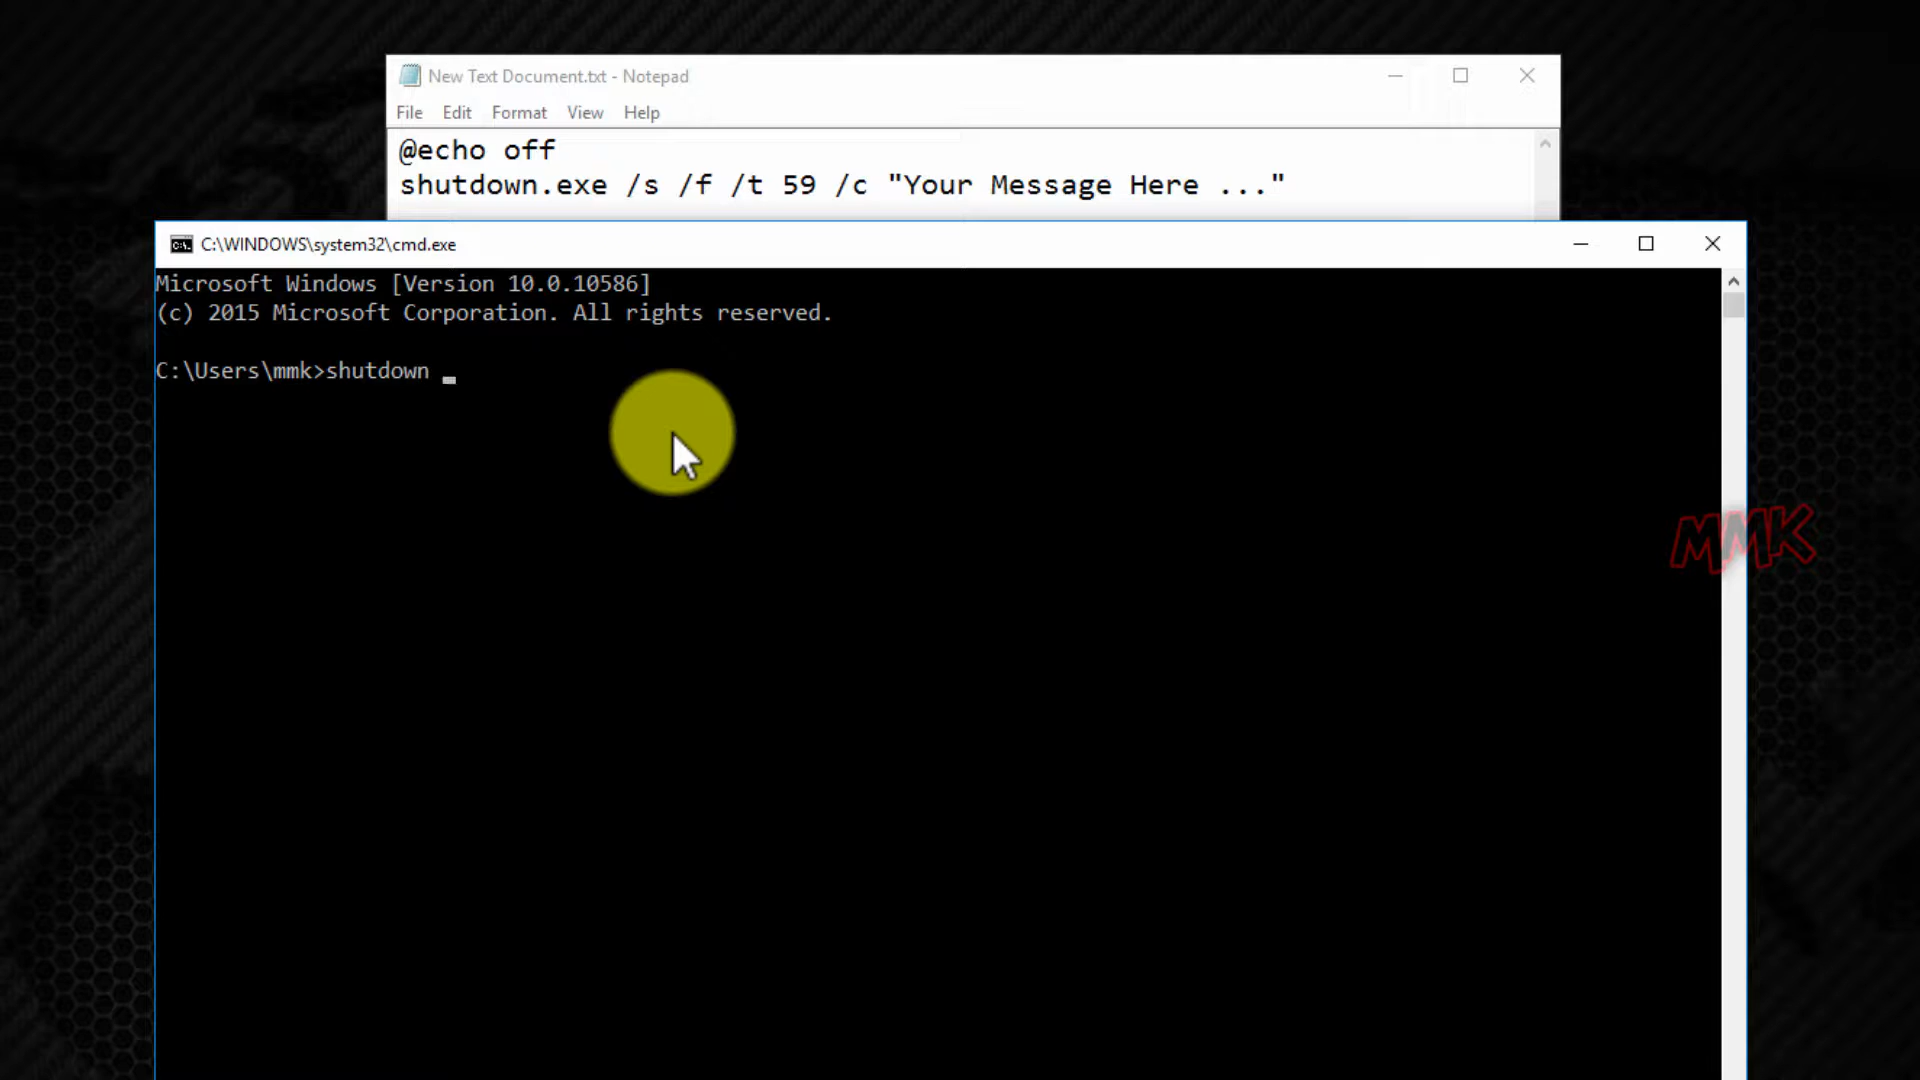 New Text Document.txt - Notepad
File Edit Format View Help
@echo off
shutdown.exe /s /f /t 59 /c "Your Message Here ..."
C:\WINDOWS\system32\cmd.exe
Microsoft Windows [Version 10.0.10586]
(c) 2015 Microsoft Corporation. All rights reserved.
C:\Users\mmk>shutdown _
MMK